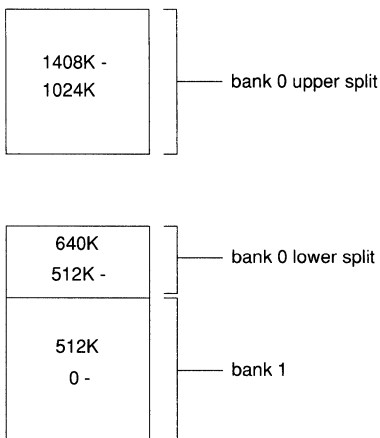 1408K -
1024K
bank 0 upper split
640K
512K -
bank 0 lower split
512K
0 -
bank 1